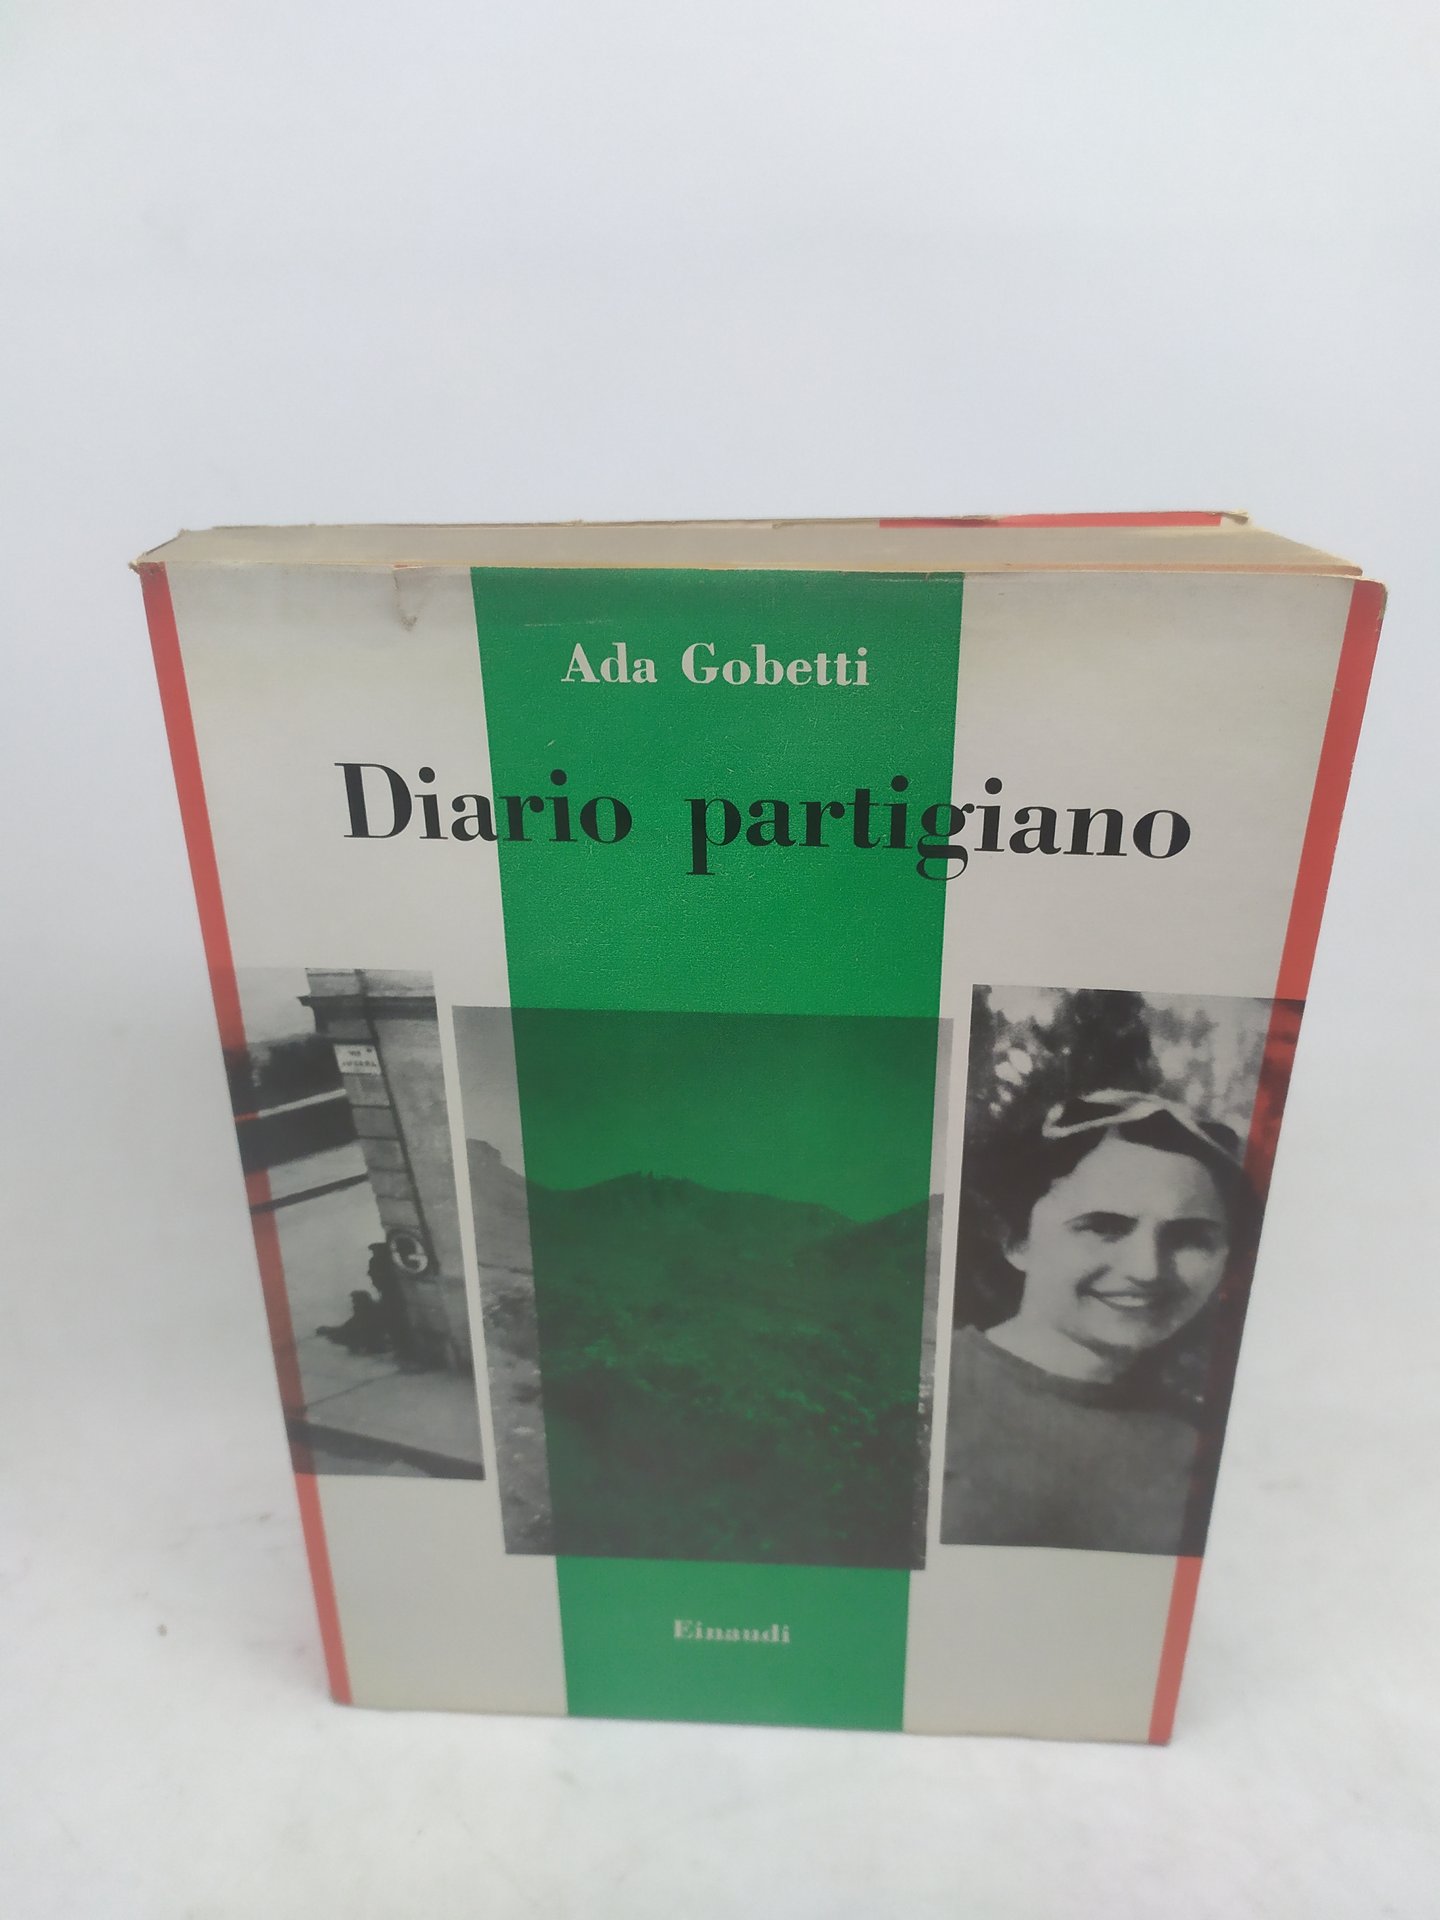 Ada Gobetti
Diario partigiano
G
Einaudi